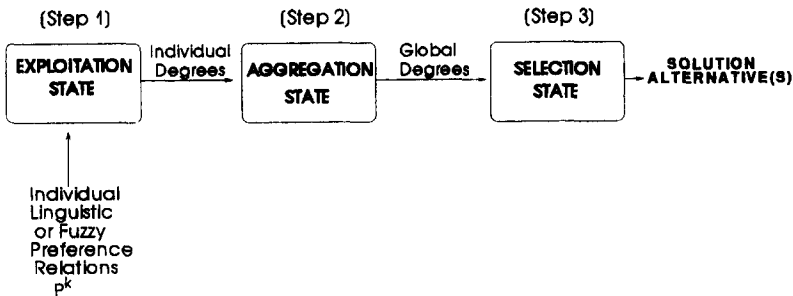 (Step 1)
(Step 2)
(Step 3)
EXPLOITATION
STATE
Individual
Degrees
AGGREGATION
STATE
Global
Degrees
SELECTION
STATE
SOLUTION
ALTERNATIVE(S)
Individual
Linguistic
or Fuzzy
Preference
Relations
P^k